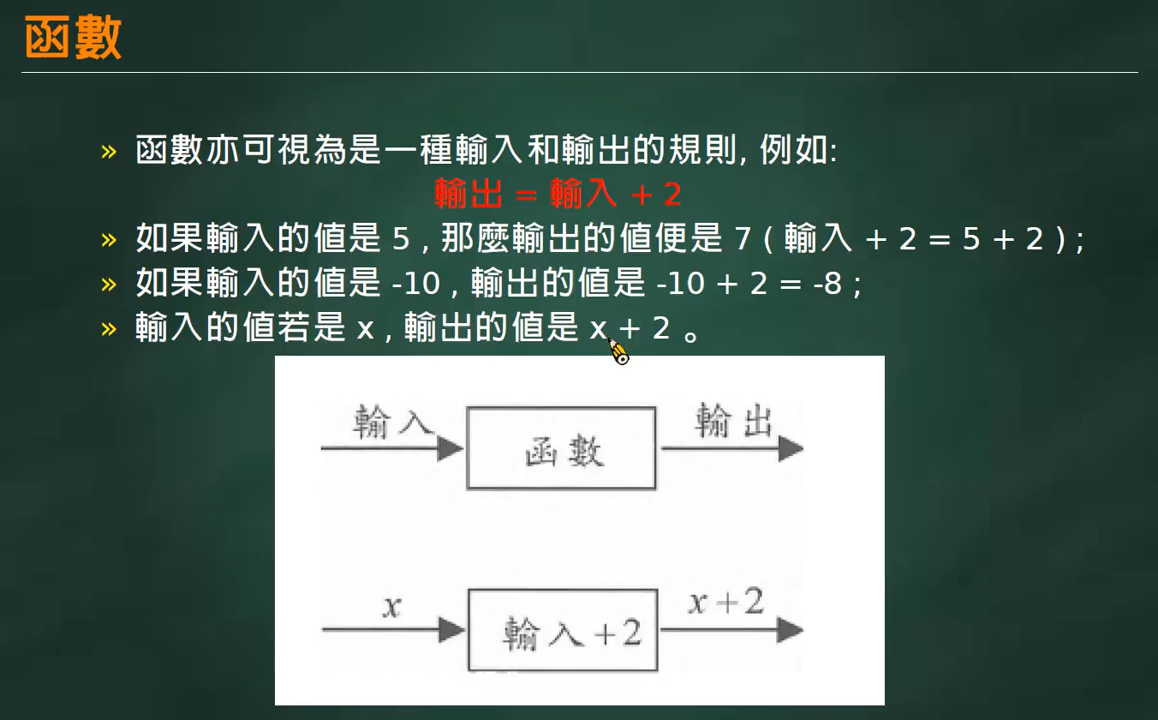 函數
» 函數亦可視為是一種輸入和輸出的規則, 例如:
輸出 = 輸入 + 2
» 如果輸入的值是 5 , 那麼輸出的值便是 7 ( 輸入 + 2 = 5 + 2 ) ;
» 如果輸入的值是 -10 , 輸出的值是 -10 + 2 = -8 ;
» 輸入的值若是 x , 輸出的值是 x + 2 。
輸入
函數
輸出
x
輸入+2
x+2